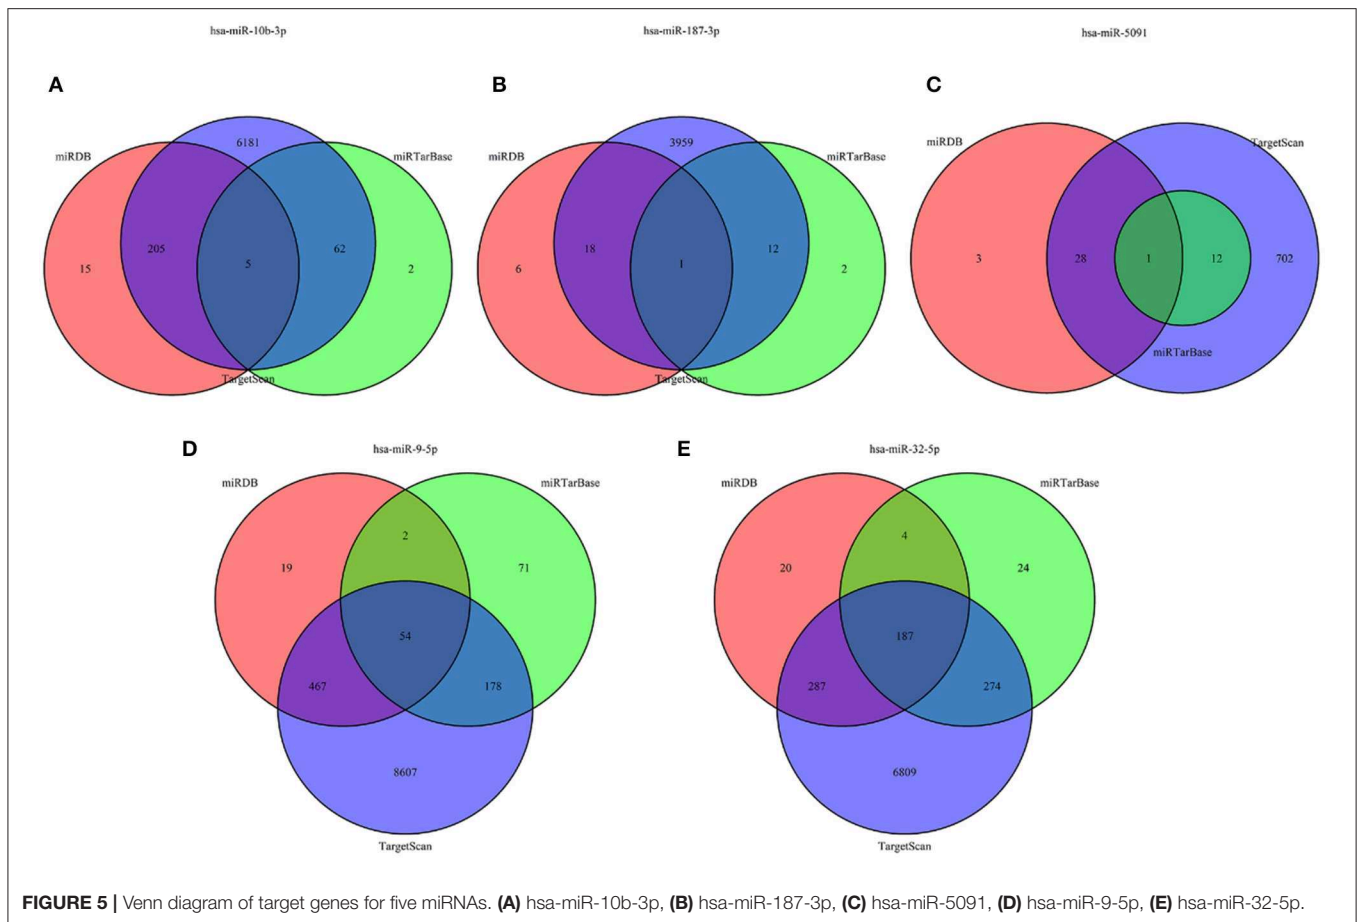 hsa-miR-10b-3p
hsa-miR-187-3p
hsa-miR-5091
A
B
C
6181
miRDB
miRTarBase
205
62
15
5
2
TargetScan
3959
miRDB
miRTarBase
18
12
6
1
2
TargetScan
miRDB
TargetScan
3
28
1
12
702
miRTarBase
D
hsa-miR-9-5p
E
hsa-miR-32-5p
miRDB
miRTarBase
2
19
71
54
467
178
8607
TargetScan
miRDB
miRTarBase
4
20
24
187
287
274
6809
TargetScan
FIGURE 5 | Venn diagram of target genes for five miRNAs. (A) hsa-miR-10b-3p, (B) hsa-miR-187-3p, (C) hsa-miR-5091, (D) hsa-miR-9-5p, (E) hsa-miR-32-5p.